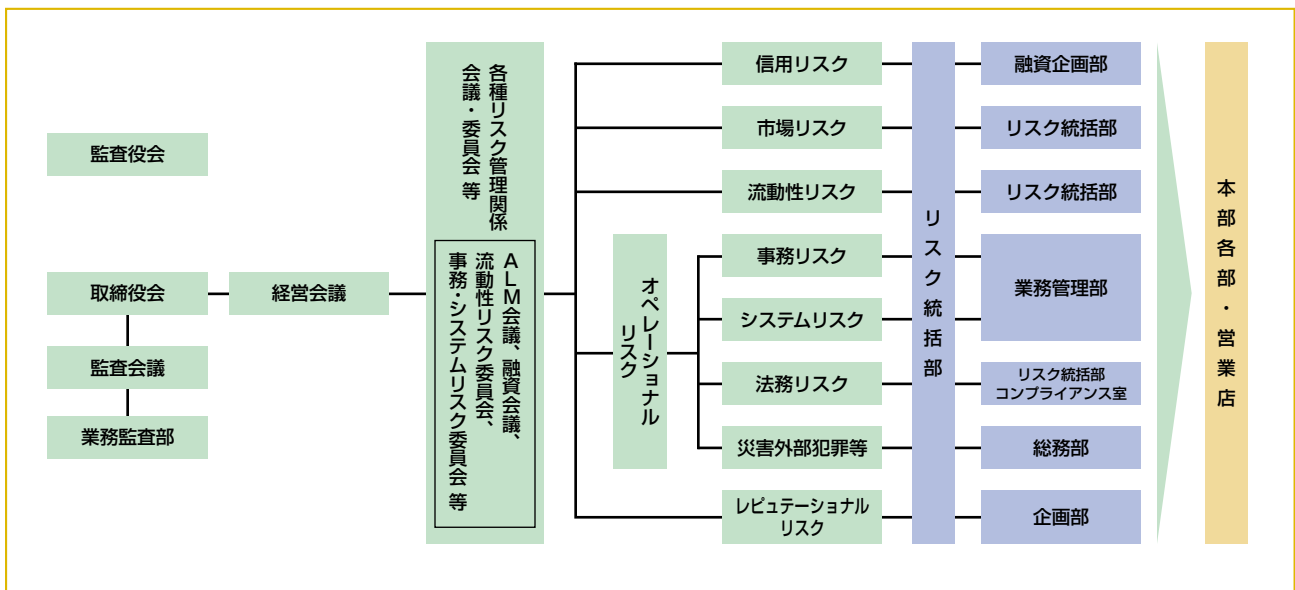 監査役会
取締役会
監査会議
業務監査部
経営会議
各種リスク管理関係
会議・委員会 等
ALM会議、融資会議、
流動性リスク委員会、
事務・システムリスク委員会 等
オペレーショナル
リスク
信用リスク
市場リスク
流動性リスク
事務リスク
システムリスク
法務リスク
災害外部犯罪等
レピュテーショナル
リスク
リスク統括部
融資企画部
リスク統括部
リスク統括部
業務管理部
リスク統括部
コンプライアンス室
総務部
企画部
本部各部・営業店